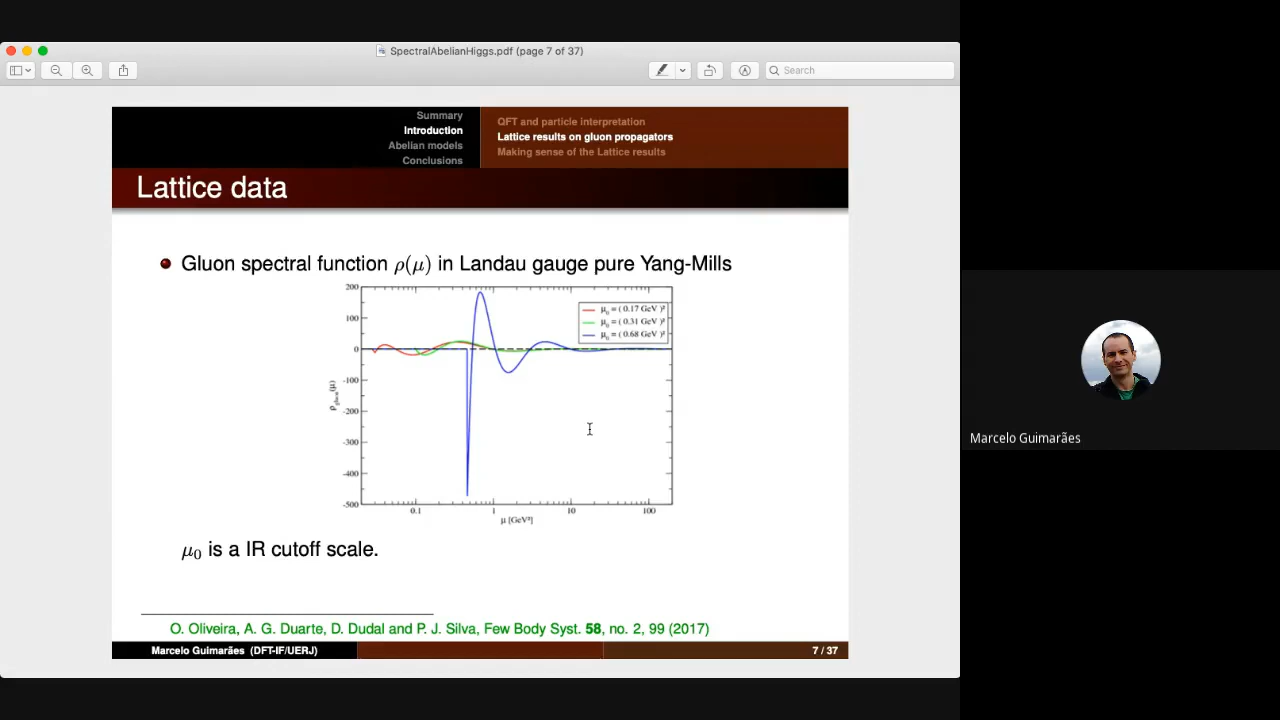 SpectralAbelianHiggs.pdf (page 7 of 37)
Search
Summary
Introduction
Abelian models
Conclusions
QFT and particle interpretation
Lattice results on gluon propagators
Making sense of the Lattice results
Lattice data
Gluon spectral function ρ(μ) in Landau gauge pure Yang-Mills
200
100
0
-100
-200
-300
-400
-500
μ₀ = ( 0.17 GeV )²
μ₀ = ( 0.31 GeV )²
μ₀ = ( 0.68 GeV )²
0.1
1
10
100
μ [GeV²]
μ₀ is a IR cutoff scale.
O. Oliveira, A. G. Duarte, D. Dudal and P. J. Silva, Few Body Syst. 58, no. 2, 99 (2017)
Marcelo Guimarães (DFT-IF/UERJ)
7 / 37
Marcelo Guimarães